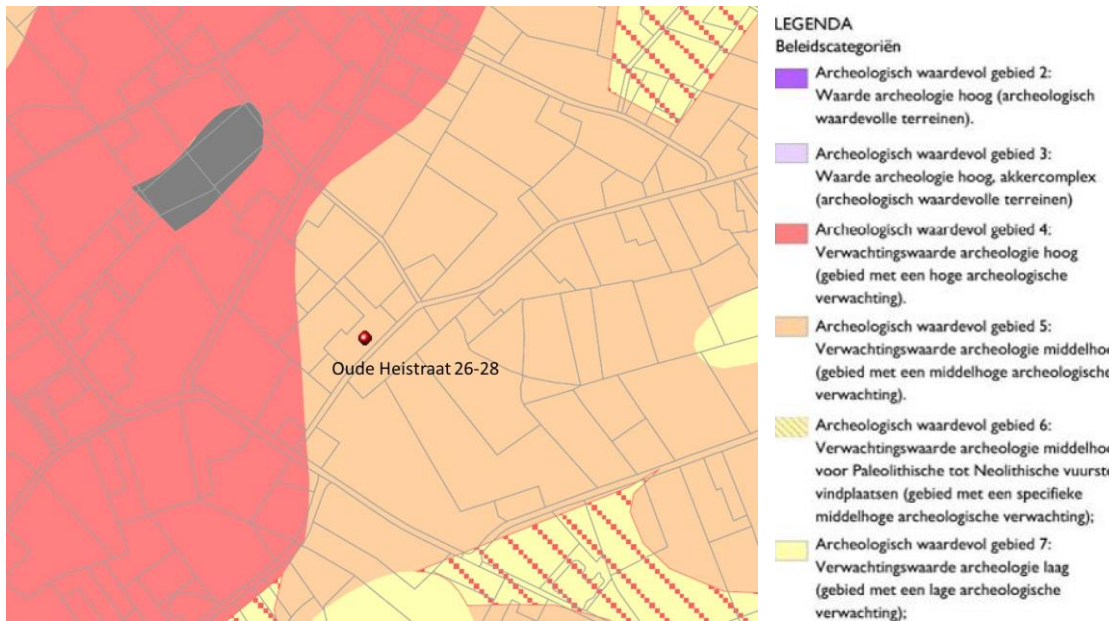 Oude Heistraat 26-28
LEGENDA
Beleidscategoriën
Archeologisch waardevol gebied 2:
Waarde archeologie hoog (archeologisch
waardevolle terreinen).
Archeologisch waardevol gebied 3:
Waarde archeologie hoog, akkercomplex
(archeologisch waardevolle terreinen)
Archeologisch waardevol gebied 4:
Verwachtingswaarde archeologie hoog
(gebied met een hoge archeologische
verwachting).
Archeologisch waardevol gebied 5:
Verwachtingswaarde archeologie middelhoo
(gebied met een middelhoge archeologische
verwachting).
Archeologisch waardevol gebied 6:
Verwachtingswaarde archeologie middelhoo
voor Paleolithische tot Neolithische vuurste
vindplaatsen (gebied met een specifieke
middelhoge archeologische verwachting);
Archeologisch waardevol gebied 7:
Verwachtingswaarde archeologie laag
(gebied met een lage archeologische
verwachting);